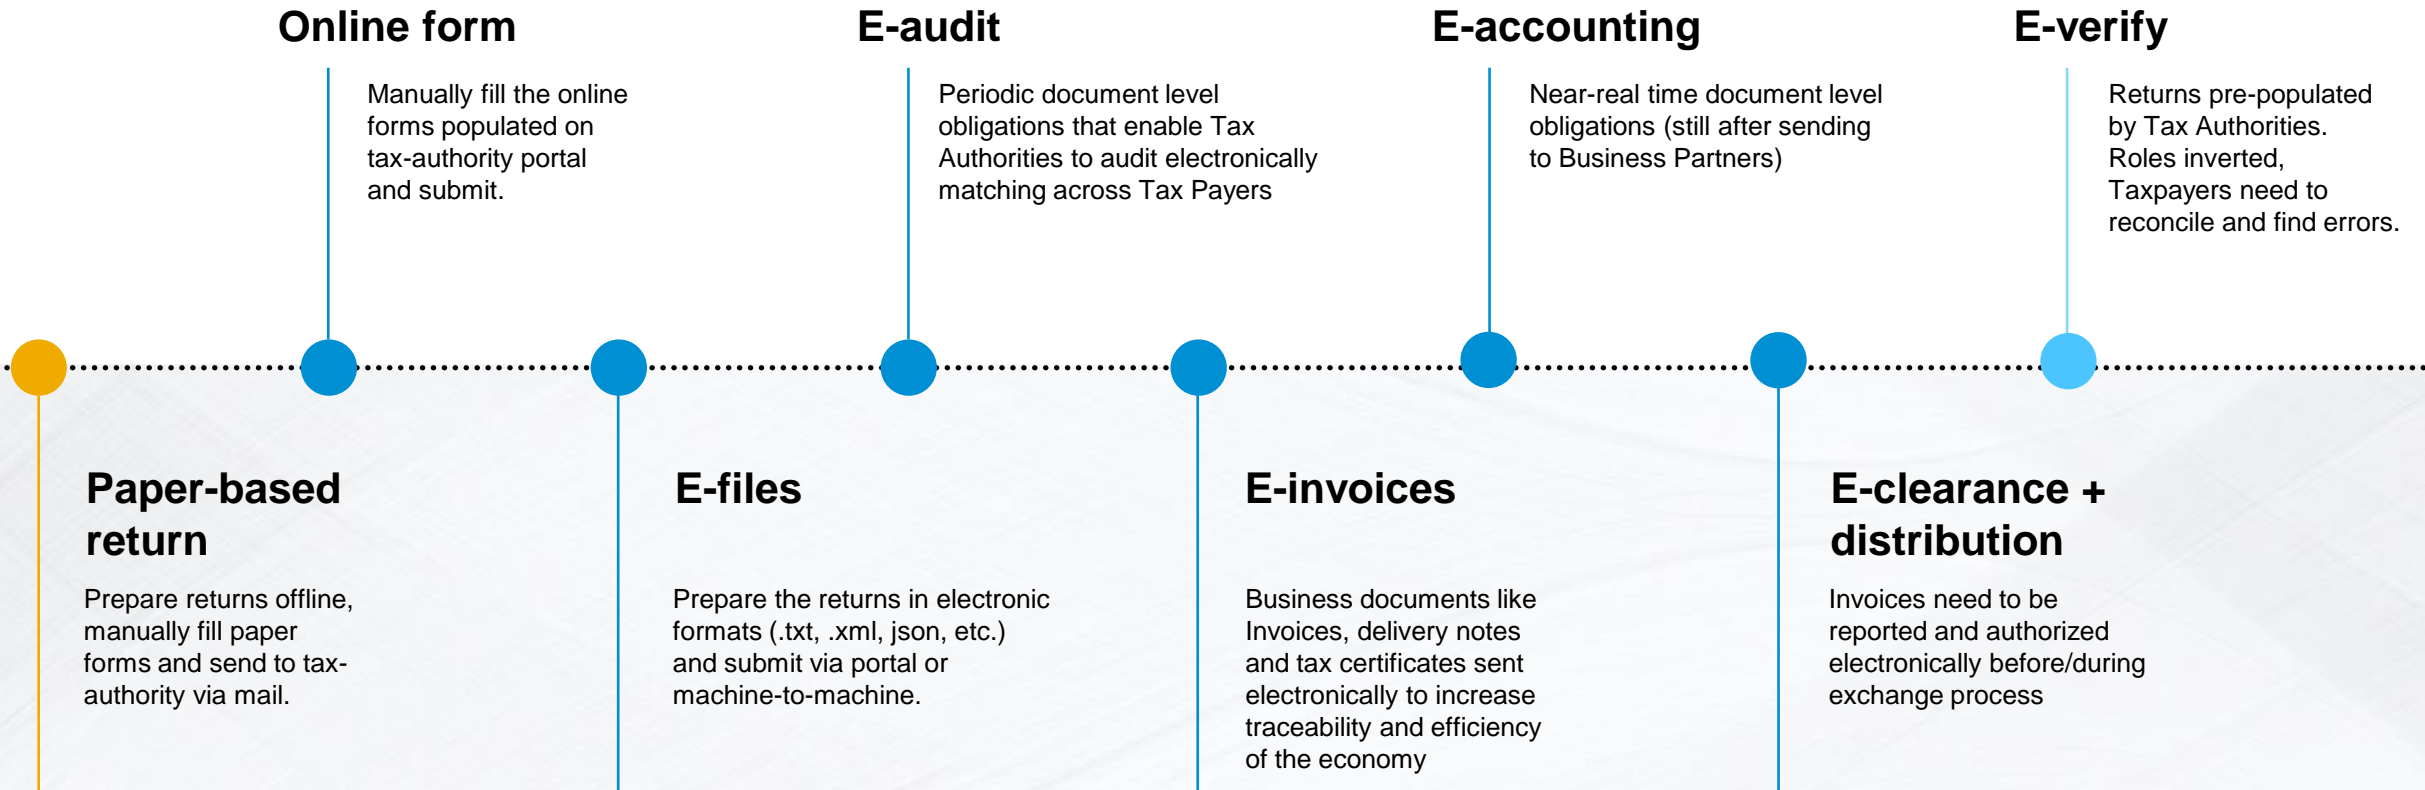 Online form
Manually fill the online
forms populated on
tax-authority portal
and submit.
E-audit
Periodic document level
obligations that enable Tax
Authorities to audit electronically
matching across Tax Payers
E-accounting
Near-real time document level
obligations (still after sending
to Business Partners)
E-verify
Returns pre-populated
by Tax Authorities.
Roles inverted,
Taxpayers need to
reconcile and find errors.
Paper-based
return
Prepare returns offline,
manually fill paper
forms and send to tax-
authority via mail.
E-files
Prepare the returns in electronic
formats (.txt, .xml, json, etc.)
and submit via portal or
machine-to-machine.
E-invoices
Business documents like
Invoices, delivery notes
and tax certificates sent
electronically to increase
traceability and efficiency
of the economy
E-clearance +
distribution
Invoices need to be
reported and authorized
electronically before/during
exchange process